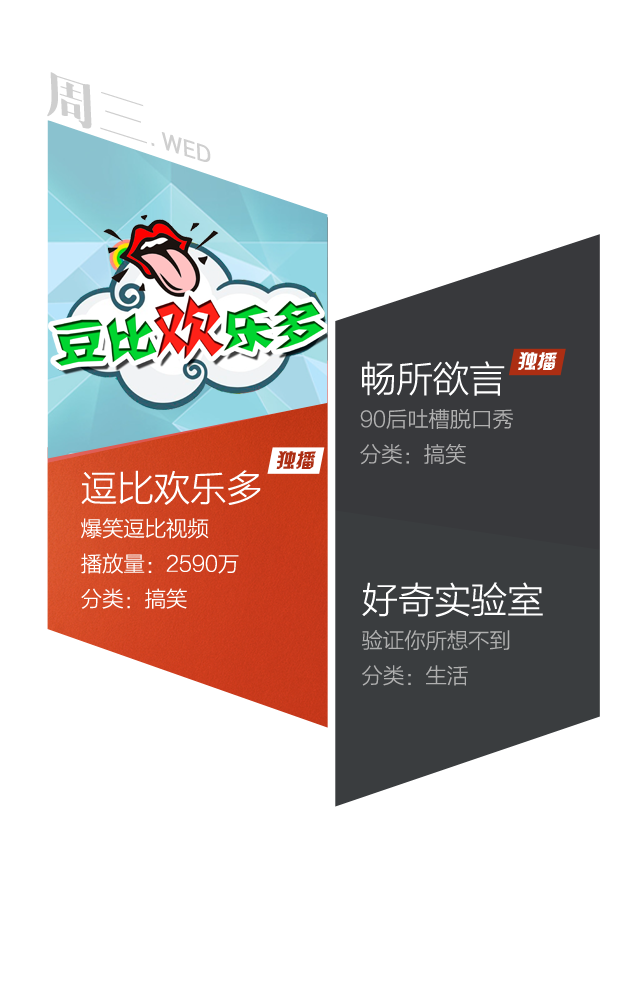 周三. WED
豆比欢乐多
独播
逗比欢乐多
爆笑逗比视频
播放量：2590万
分类：搞笑
独播
畅所欲言
90后吐槽脱口秀
分类：搞笑
好奇实验室
验证你所想不到
分类：生活